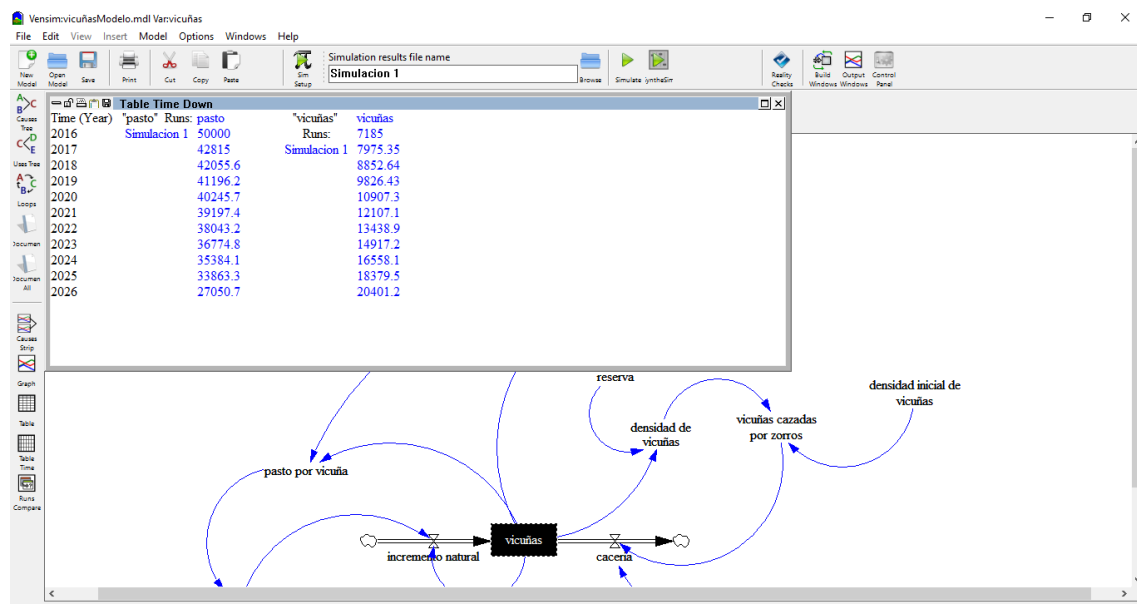 Vensim:vicuñasModelo.mdl Var:vicuñas
File Edit View Insert Model Options Windows Help
Simulation results file name
Simulacion 1
New Model
Open Model
Save
Print
Cut
Copy
Paste
Sim Setup
Browse
Simulate
SyntheSim
Reality Checks
Build Windows
Output Windows
Control Panel
Causes Tree
Uses Tree
Loops
Documen
Documen All
Causes Strip
Graph
Table
Table Time
Runs Compare
Table Time Down
Time (Year) "pasto" Runs: pasto "vicuñas" vicuñas
2016 Simulacion 1 50000 Runs: 7185
2017 42815 Simulacion 1 7975.35
2018 42055.6 8852.64
2019 41196.2 9826.43
2020 40245.7 10907.3
2021 39197.4 12107.1
2022 38043.2 13438.9
2023 36774.8 14917.2
2024 35384.1 16558.1
2025 33863.3 18379.5
2026 27050.7 20401.2
reserva
densidad inicial de
vicuñas
vicuñas cazadas
por zorros
densidad de
vicuñas
pasto por vicuña
vicuñas
incremento natural
caceria